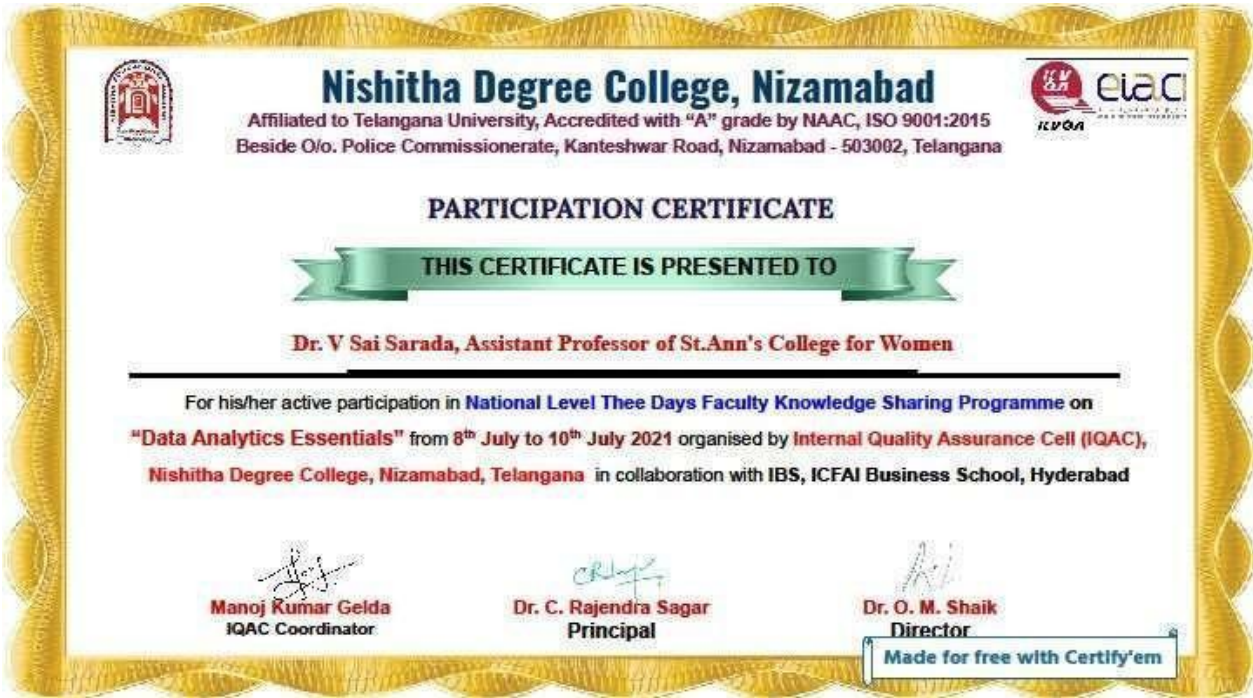 Nishitha Degree College, Nizamabad
Affiliated to Telangana University, Accredited with “A” grade by NAAC, ISO 9001:2015
Beside O/o. Police Commissionerate, Kanteshwar Road, Nizamabad - 503002, Telangana
eiaci
PARTICIPATION CERTIFICATE
THIS CERTIFICATE IS PRESENTED TO
Dr. V Sai Sarada, Assistant Professor of St.Ann's College for Women
For his/her active participation in National Level Thee Days Faculty Knowledge Sharing Programme on
“Data Analytics Essentials” from 8th July to 10th July 2021 organised by Internal Quality Assurance Cell (IQAC),
Nishitha Degree College, Nizamabad, Telangana in collaboration with IBS, ICFAI Business School, Hyderabad
Manoj Kumar Gelda Dr. C. Rajendra Sagar Dr. O. M. Shaik
IQAC Coordinator Principal Director
Made for free with Certify'em